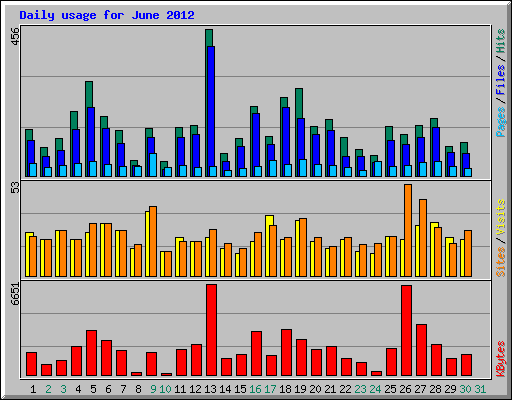 Daily usage for June 2012
456
Pages / Files / Hits
53
Sites / Visits
6651
KBytes
1 2 3 4 5 6 7 8 9 10 11 12 13 14 15 16 17 18 19 20 21 22 23 24 25 26 27 28 29 30 31